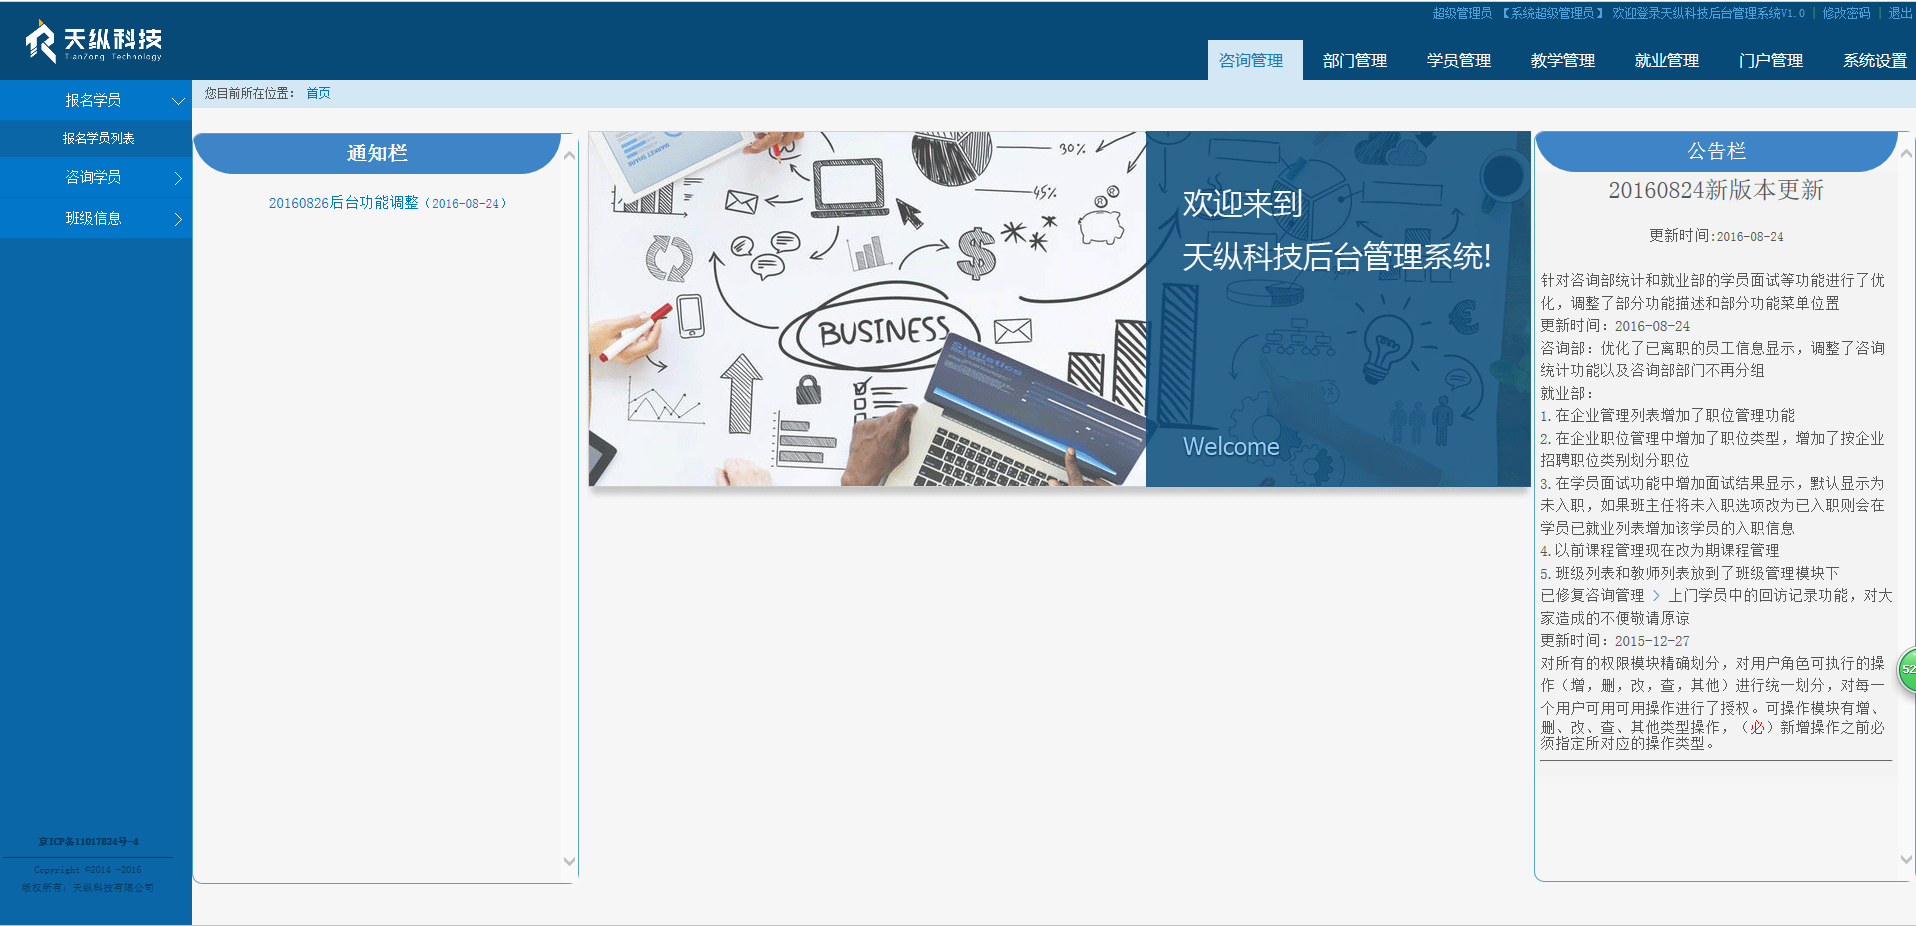 超级管理员 【系统超级管理员】 欢迎登录天纵科技后台管理系统V1.0 | 修改密码 | 退出
天纵科技
TianZong Technology
咨询管理 部门管理 学员管理 教学管理 就业管理 门户管理 系统设置
您目前所在位置： 首页
报名学员
报名学员列表
咨询学员
班级信息
京ICP备11017824号-4
Copyright ©2014 -2016
版权所有：天纵科技有限公司
通知栏
20160826后台功能调整（2016-08-24）
MARKET SHARE
30%
45%
BUSINESS
Statistics
欢迎来到
天纵科技后台管理系统!
Welcome
公告栏
20160824新版本更新
更新时间:2016-08-24
针对咨询部统计和就业部的学员面试等功能进行了优
化，调整了部分功能描述和部分功能菜单位置
更新时间：2016-08-24
咨询部：优化了已离职的员工信息显示，调整了咨询
统计功能以及咨询部部门不再分组
就业部：
1.在企业管理列表增加了职位管理功能
2.在企业职位管理中增加了职位类型，增加了按企业
招聘职位类别划分职位
3.在学员面试功能中增加面试结果显示，默认显示为
未入职，如果班主任将未入职选项改为已入职则会在
学员已就业列表增加该学员的入职信息
4.以前课程管理现在改为期课程管理
5.班级列表和教师列表放到了班级管理模块下
已修复咨询管理 > 上门学员中的回访记录功能，对大
家造成的不便敬请原谅
更新时间：2015-12-27
对所有的权限模块精确划分，对用户角色可执行的操
作（增，删，改，查，其他）进行统一划分，对每一
个用户可用可用操作进行了授权。可操作模块有增、
删、改、查、其他类型操作，（必）新增操作之前必
须指定所对应的操作类型。
52